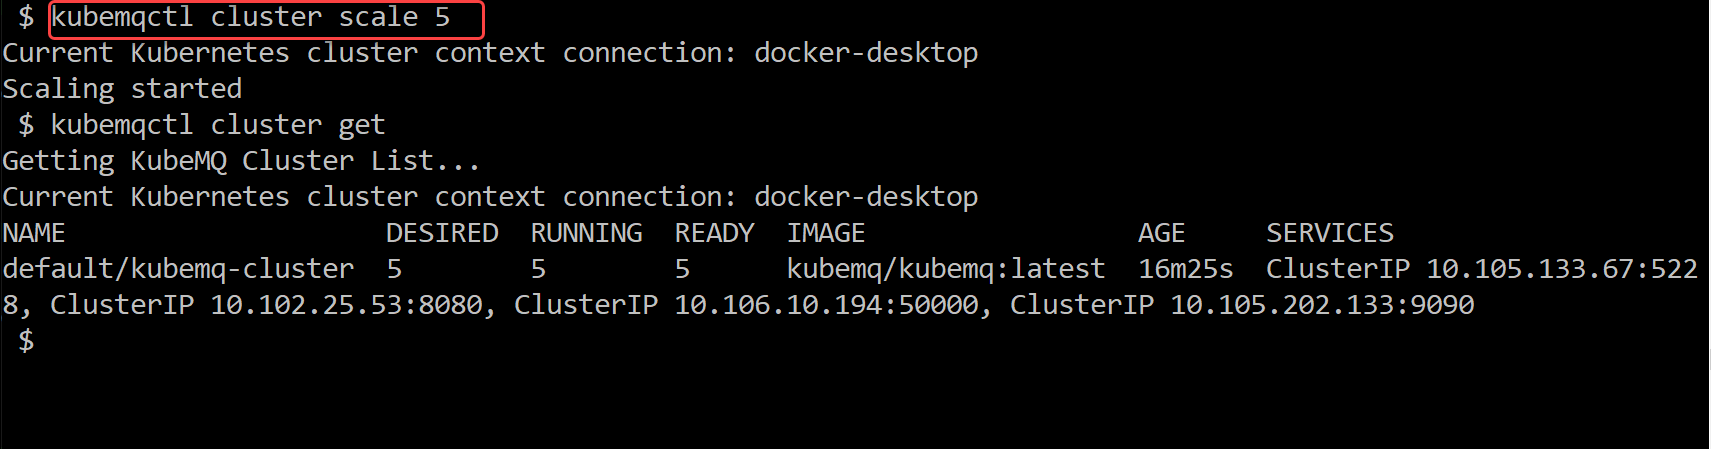 $ kubemqctl cluster scale 5
Current Kubernetes cluster context connection: docker-desktop
Scaling started
$ kubemqctl cluster get
Getting KubeMQ Cluster List...
Current Kubernetes cluster context connection: docker-desktop
NAME                    DESIRED  RUNNING  READY  IMAGE                 AGE     SERVICES
default/kubemq-cluster  5        5        5      kubemq/kubemq:latest  16m25s  ClusterIP 10.105.133.67:522
8, ClusterIP 10.102.25.53:8080, ClusterIP 10.106.10.194:50000, ClusterIP 10.105.202.133:9090
$